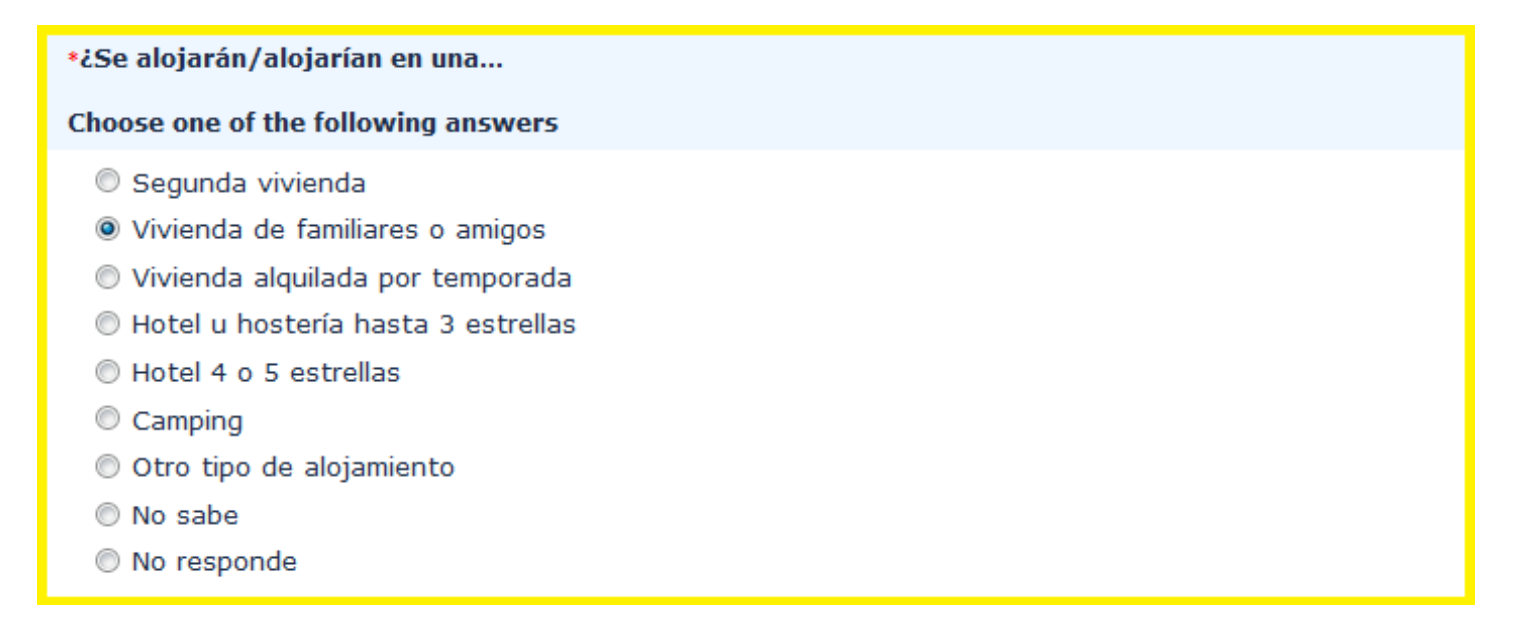 *¿Se alojarán/alojarían en una...
Choose one of the following answers
Segunda vivienda
Vivienda de familiares o amigos
Vivienda alquilada por temporada
Hotel u hostería hasta 3 estrellas
Hotel 4 o 5 estrellas
Camping
Otro tipo de alojamiento
No sabe
No responde